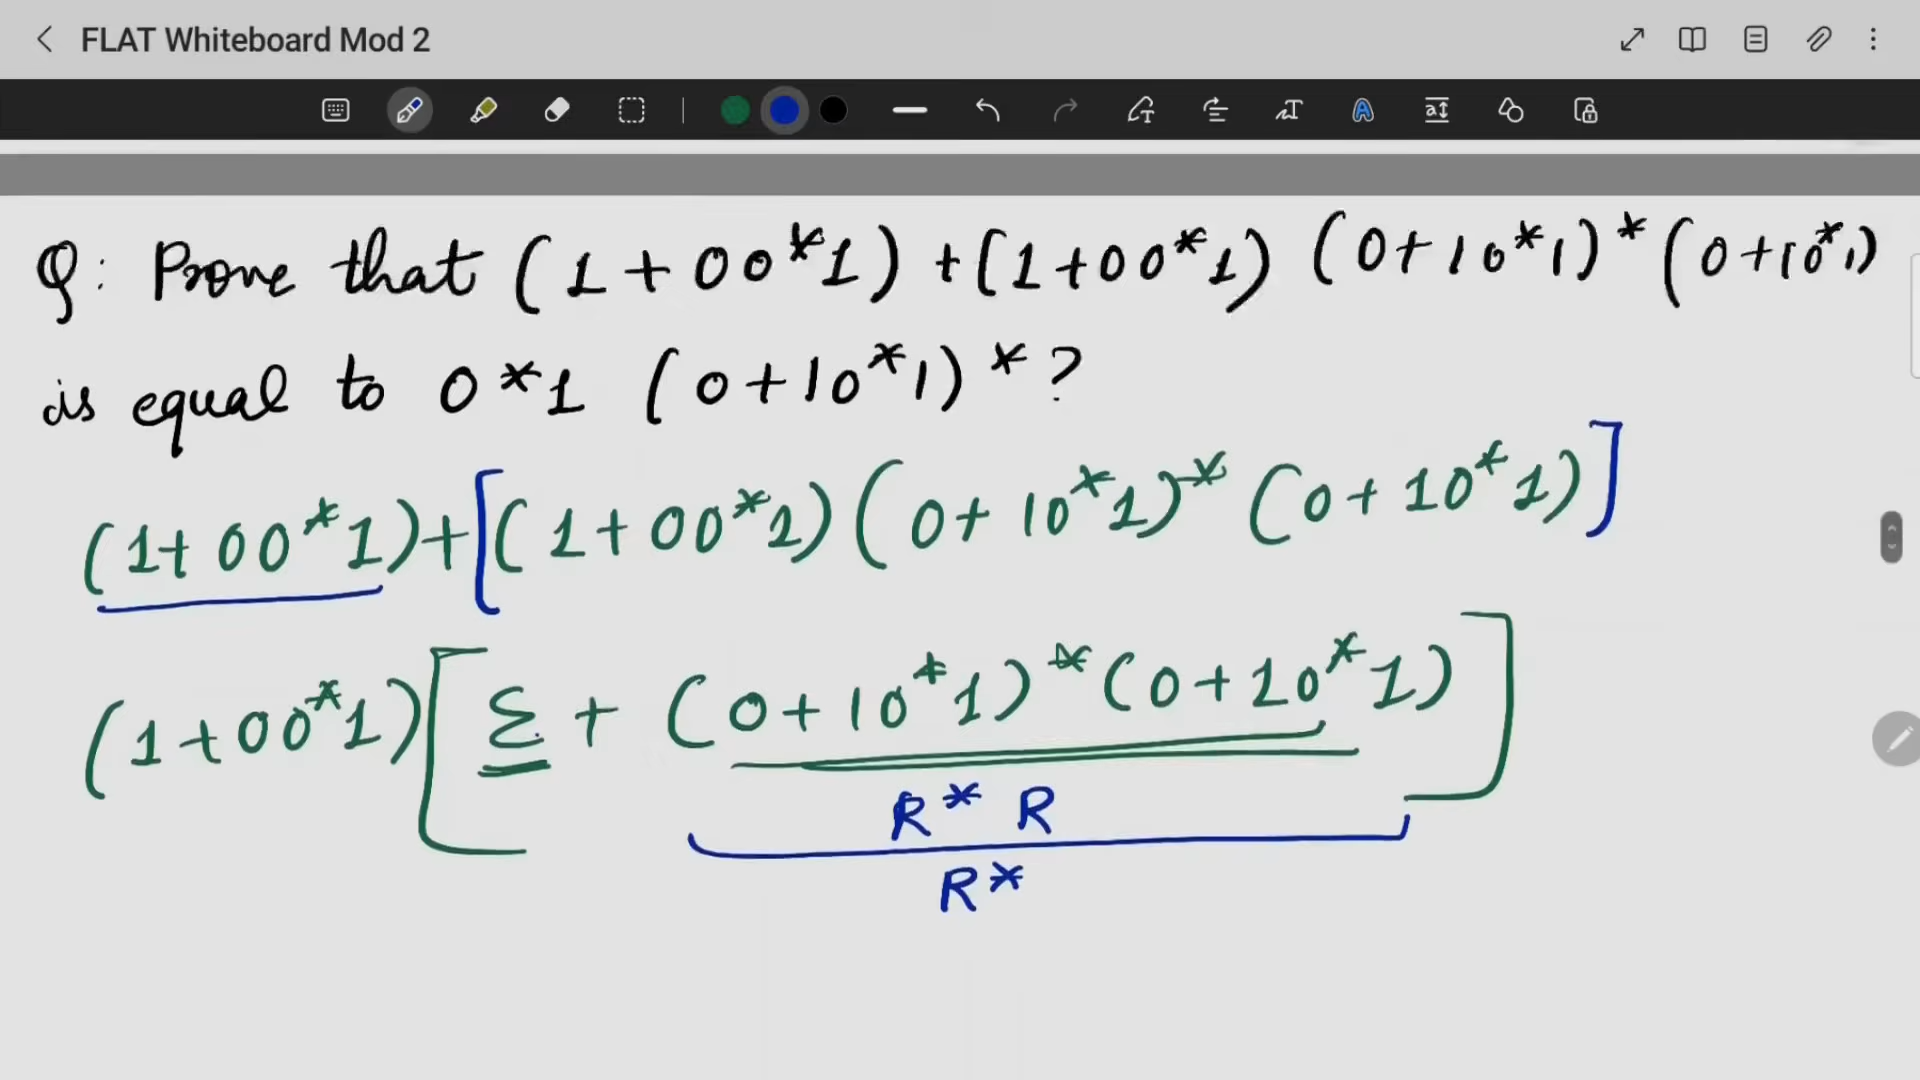 FLAT Whiteboard Mod 2
Q: Prove that (1+00*1)+(1+00*1)(0+10*1)*(0+10*1)
is equal to 0*1 (0+10*1)*?
(1+00*1)+[(1+00*1)(0+10*1)*(0+10*1)]
(1+00*1)[Ɛ+(0+10*1)*(0+10*1)]
R* R
R*